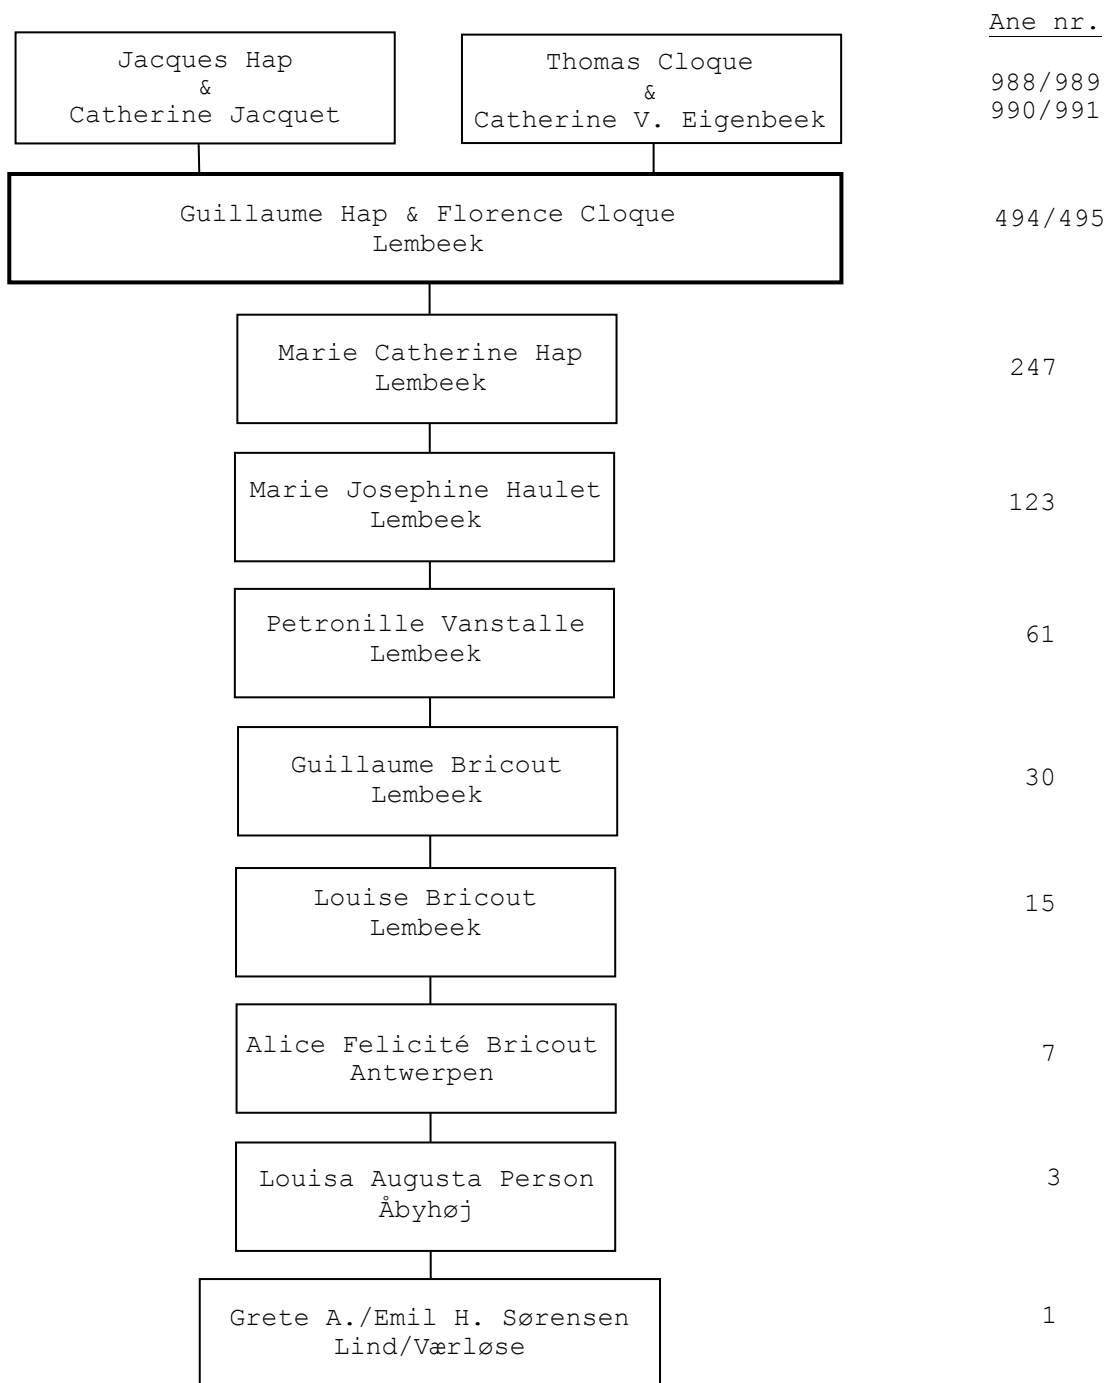 Ane nr.
Jacques Hap
&
Catherine Jacquet
Thomas Cloque
&
Catherine V. Eigenbeek
988/989
990/991
Guillaume Hap & Florence Cloque
Lembeek
494/495
Marie Catherine Hap
Lembeek
247
Marie Josephine Haulet
Lembeek
123
Petronille Vanstalle
Lembeek
61
Guillaume Bricout
Lembeek
30
Louise Bricout
Lembeek
15
Alice Felicité Bricout
Antwerpen
7
Louisa Augusta Person
Åbyhøj
3
Grete A./Emil H. Sørensen
Lind/Værløse
1